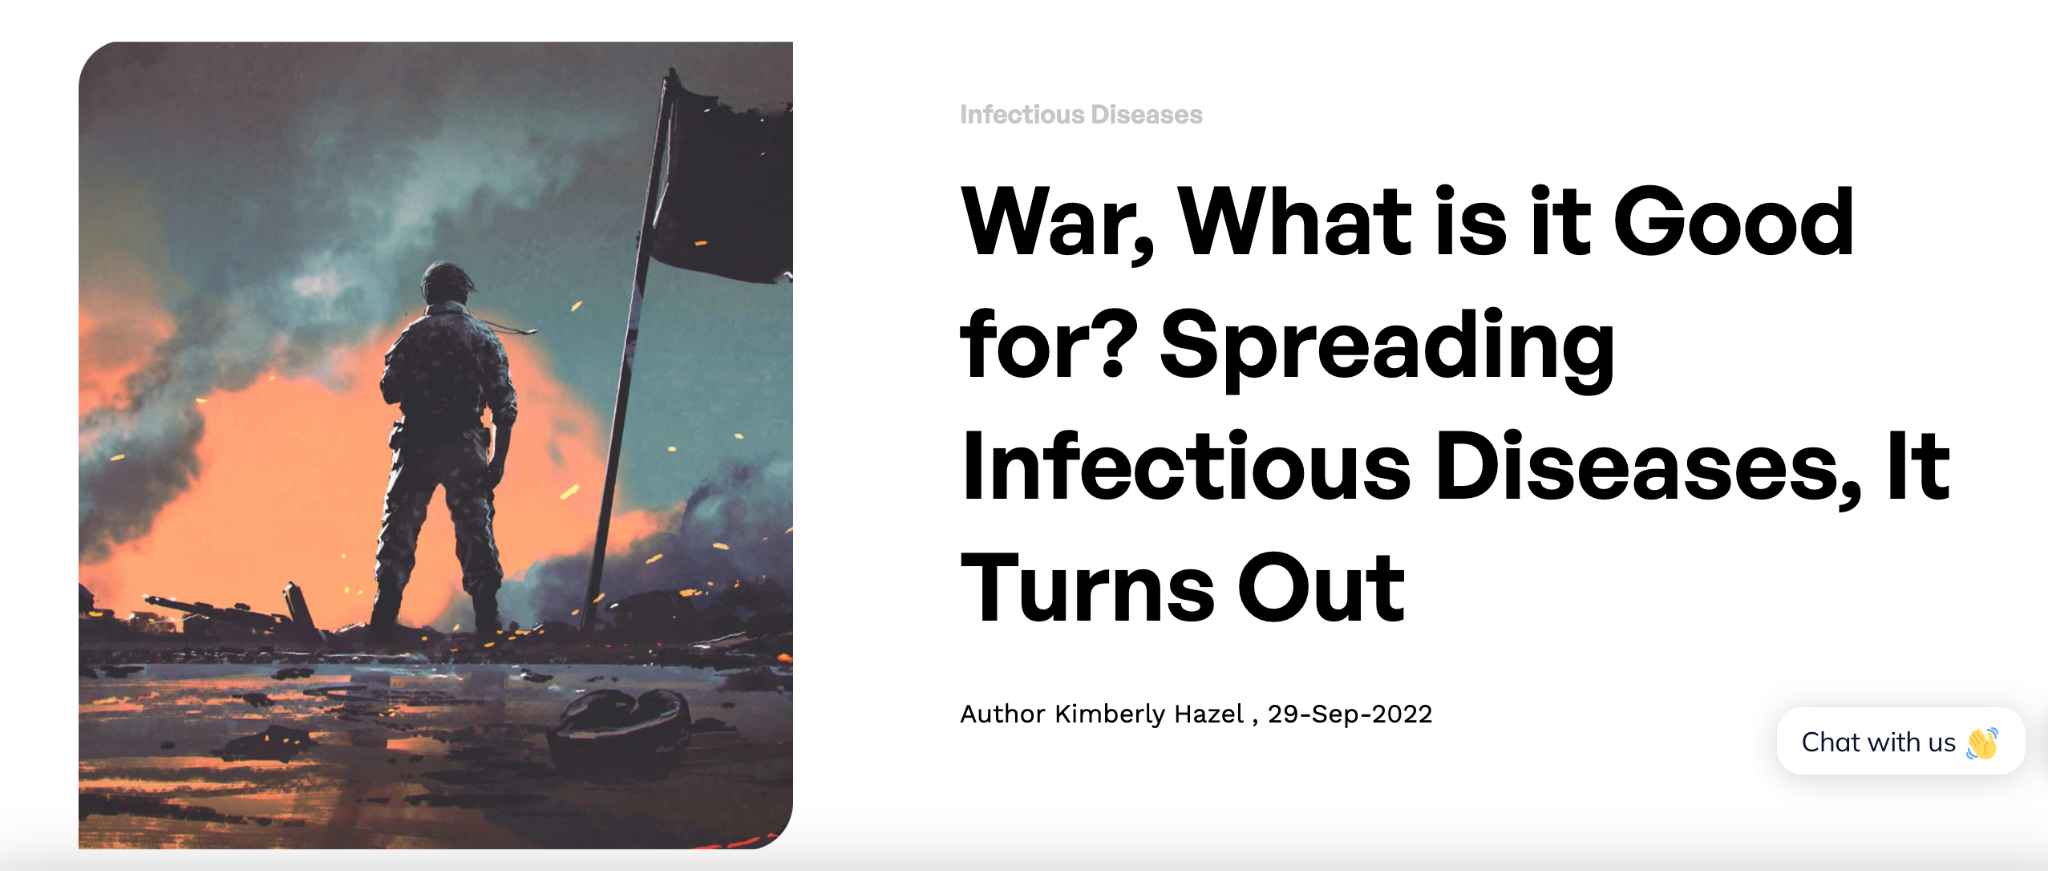 Infectious Diseases
War, What is it Good
for? Spreading
Infectious Diseases, It
Turns Out
Author Kimberly Hazel , 29-Sep-2022
Chat with us 👋